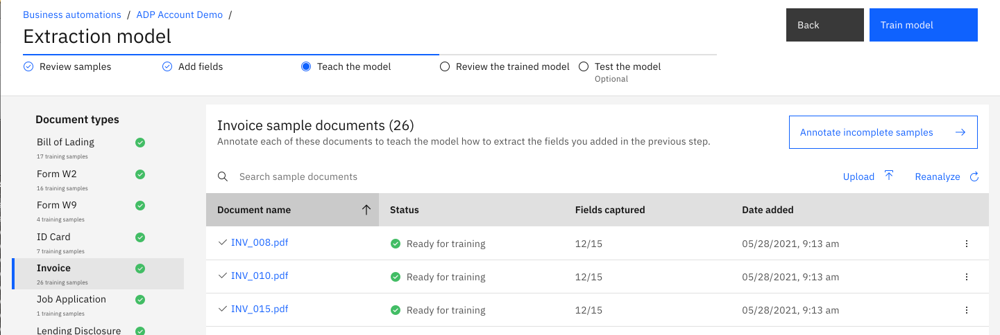 Business automations / ADP Account Demo /
Extraction model
Back
Train model
Review samples
Add fields
Teach the model
Review the trained model
Test the model
Optional
Document types
Bill of Lading
17 training samples
Form W2
16 training samples
Form W9
4 training samples
ID Card
7 training samples
Invoice
26 training samples
Job Application
1 training samples
Lending Disclosure
Invoice sample documents (26)
Annotate each of these documents to teach the model how to extract the fields you added in the previous step.
Annotate incomplete samples
Search sample documents
Upload
Reanalyze
Document name Status Fields captured Date added
INV_008.pdf Ready for training 12/15 05/28/2021, 9:13 am
INV_010.pdf Ready for training 12/15 05/28/2021, 9:13 am
INV_015.pdf Ready for training 12/15 05/28/2021, 9:13 am